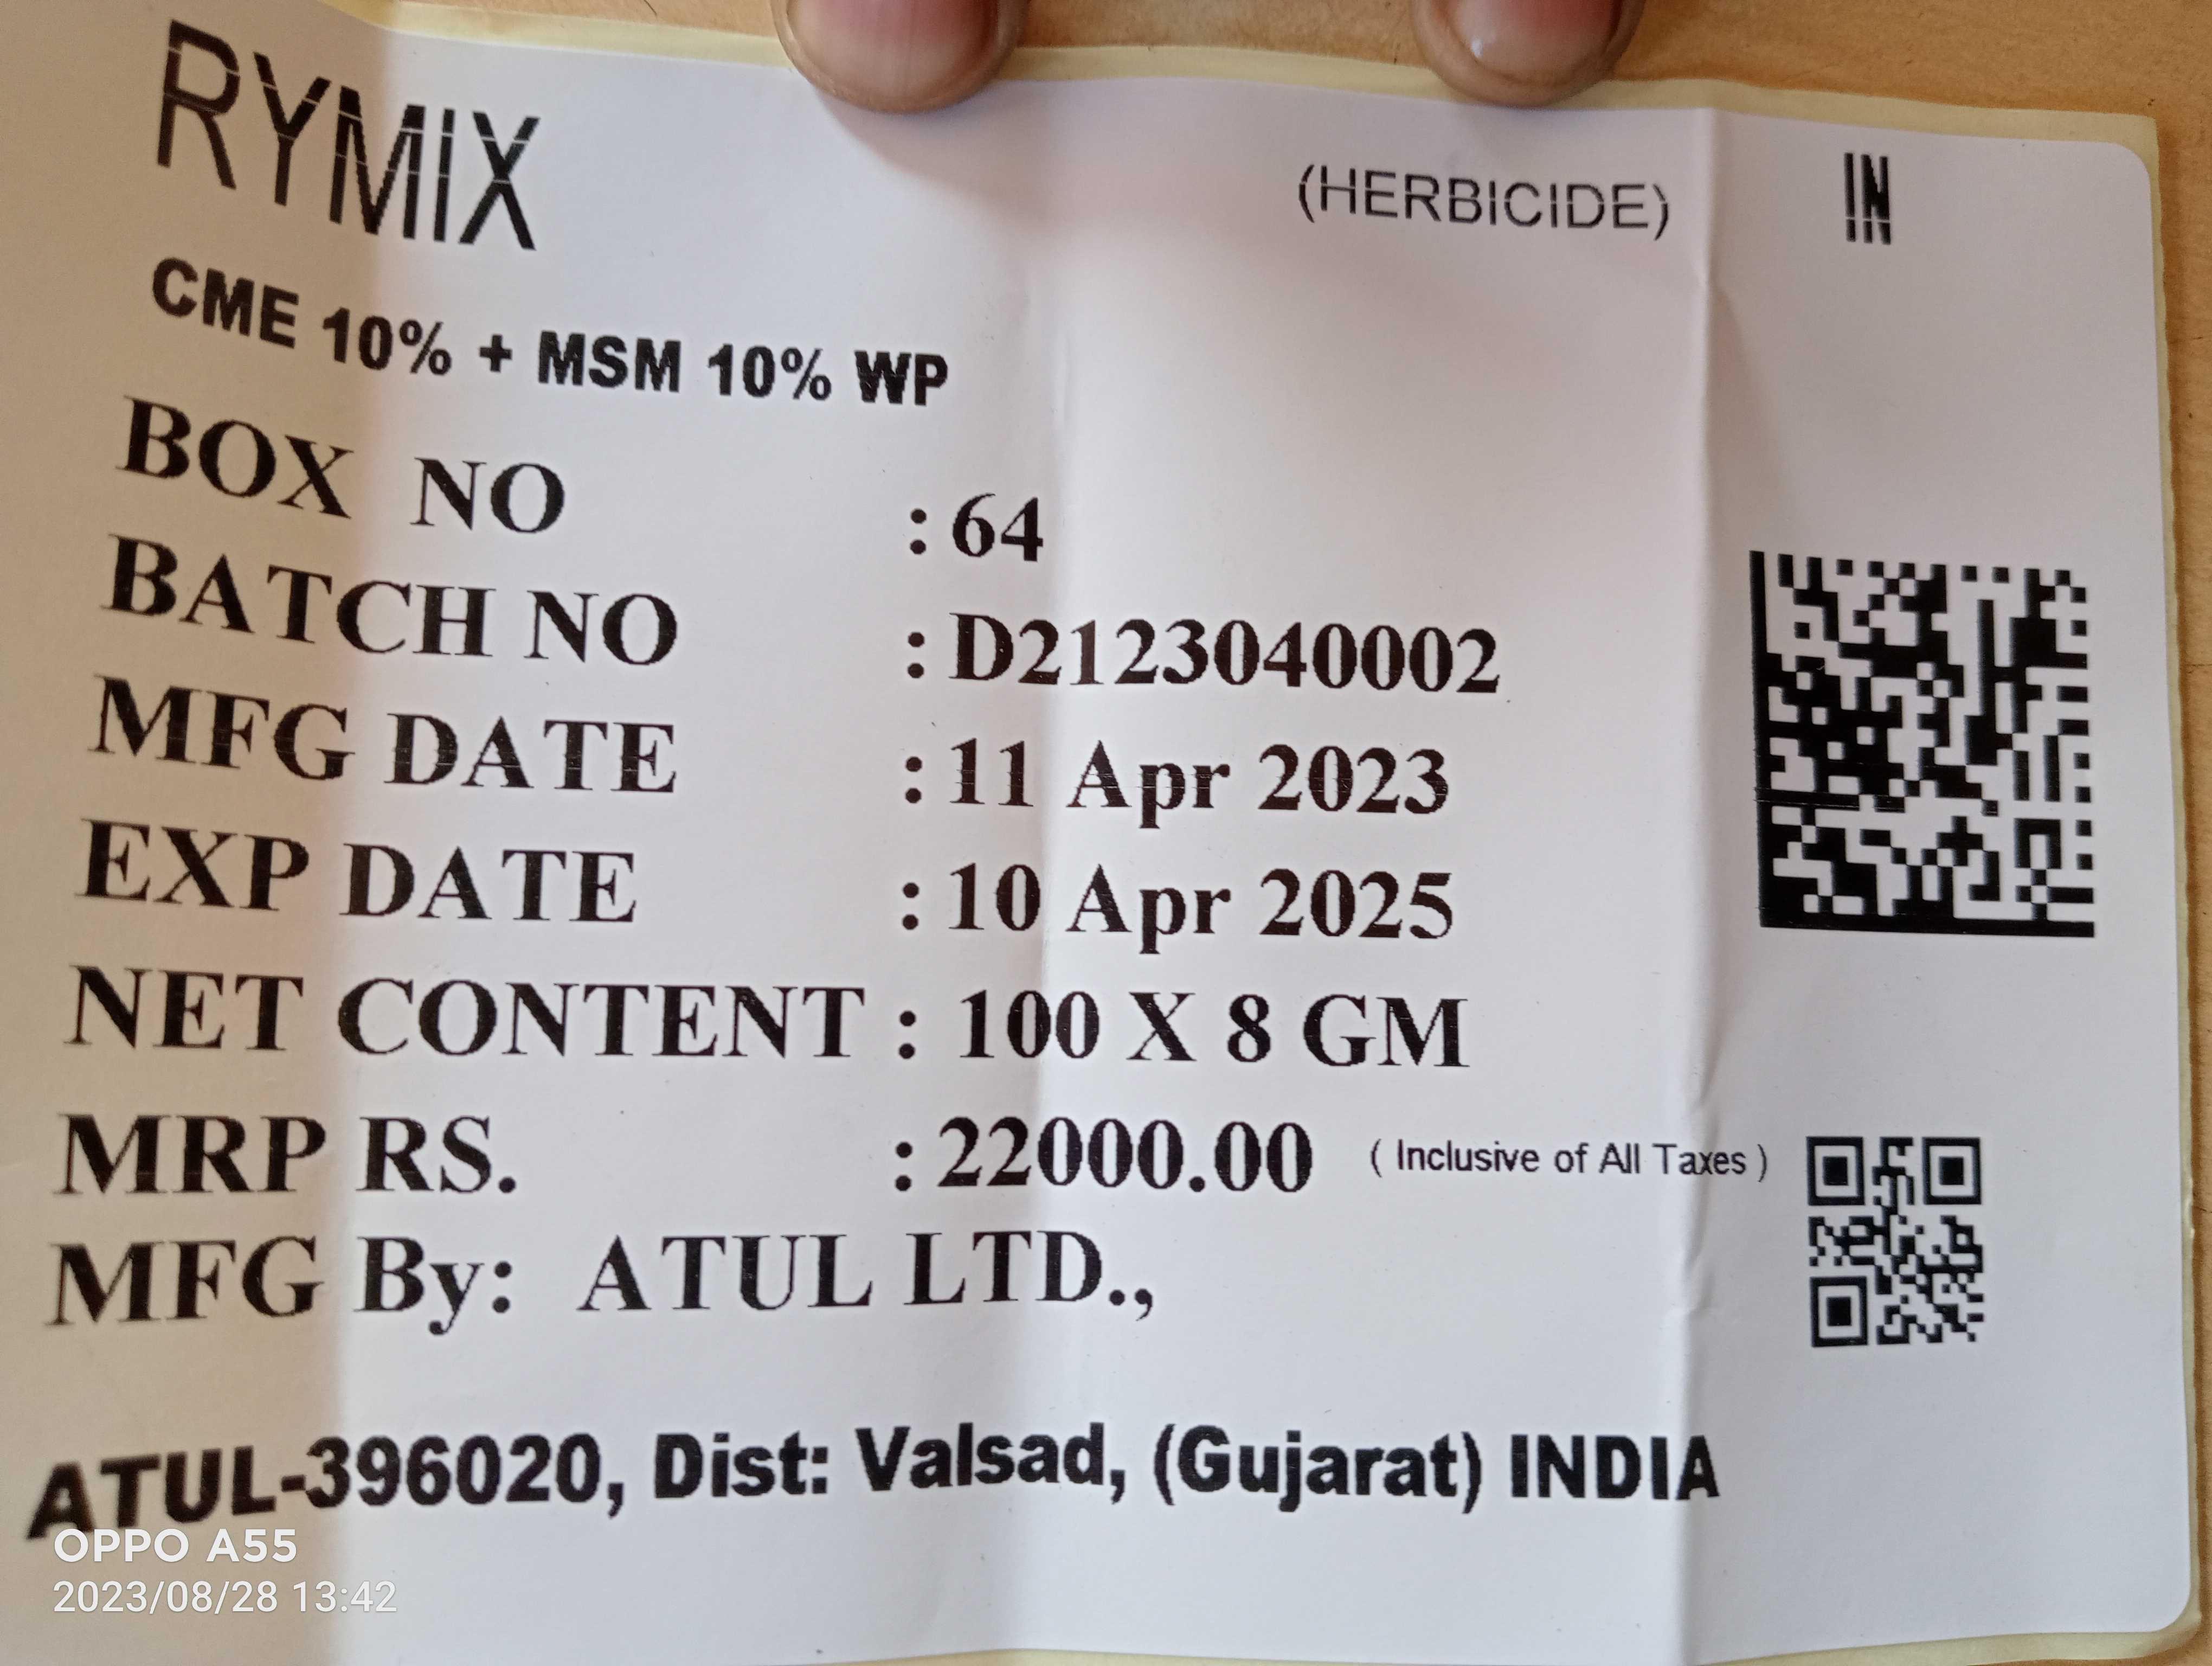 RYMIX (HERBICIDE) IN
CME 10% + MSM 10% WP
BOX NO : 64
BATCH NO : D2123040002
MFG DATE : 11 Apr 2023
EXP DATE : 10 Apr 2025
NET CONTENT : 100 X 8 GM
MRP RS. : 22000.00 ( Inclusive of All Taxes )
MFG By: ATUL LTD.,
ATUL-396020, Dist: Valsad, (Gujarat) INDIA
OPPO A55
2023/08/28 13:42